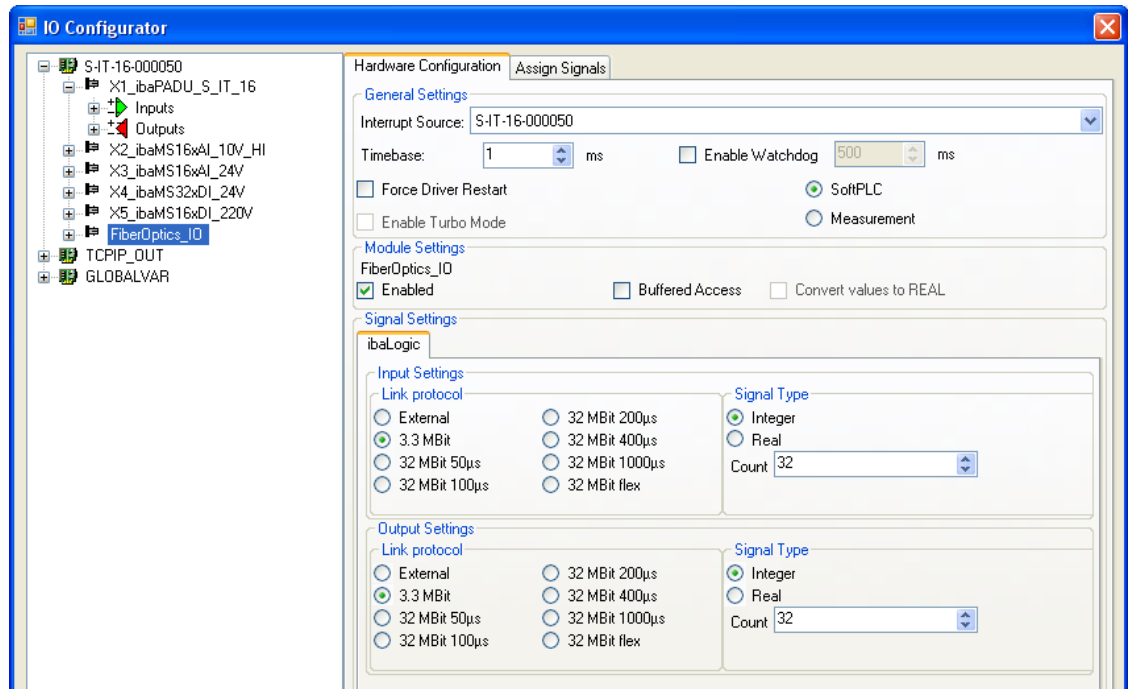 IO Configurator
S-IT-16-000050
X1_ibaPADU_S_IT_16
Inputs
Outputs
X2_ibaMS16xAI_10V_HI
X3_ibaMS16xAI_24V
X4_ibaMS32xDI_24V
X5_ibaMS16xDI_220V
FiberOptics_IO
TCPIP_OUT
GLOBALVAR
Hardware Configuration Assign Signals
General Settings
Interrupt Source: S-IT-16-000050
Timebase: 1 ms Enable Watchdog 500 ms
Force Driver Restart SoftPLC
Enable Turbo Mode Measurement
Module Settings
FiberOptics_IO
Enabled Buffered Access Convert values to REAL
Signal Settings
ibaLogic
Input Settings
Link protocol Signal Type
External 32 MBit 200µs Integer
3.3 MBit 32 MBit 400µs Real
32 MBit 50µs 32 MBit 1000µs Count 32
32 MBit 100µs 32 MBit flex
Output Settings
Link protocol Signal Type
External 32 MBit 200µs Integer
3.3 MBit 32 MBit 400µs Real
32 MBit 50µs 32 MBit 1000µs Count 32
32 MBit 100µs 32 MBit flex